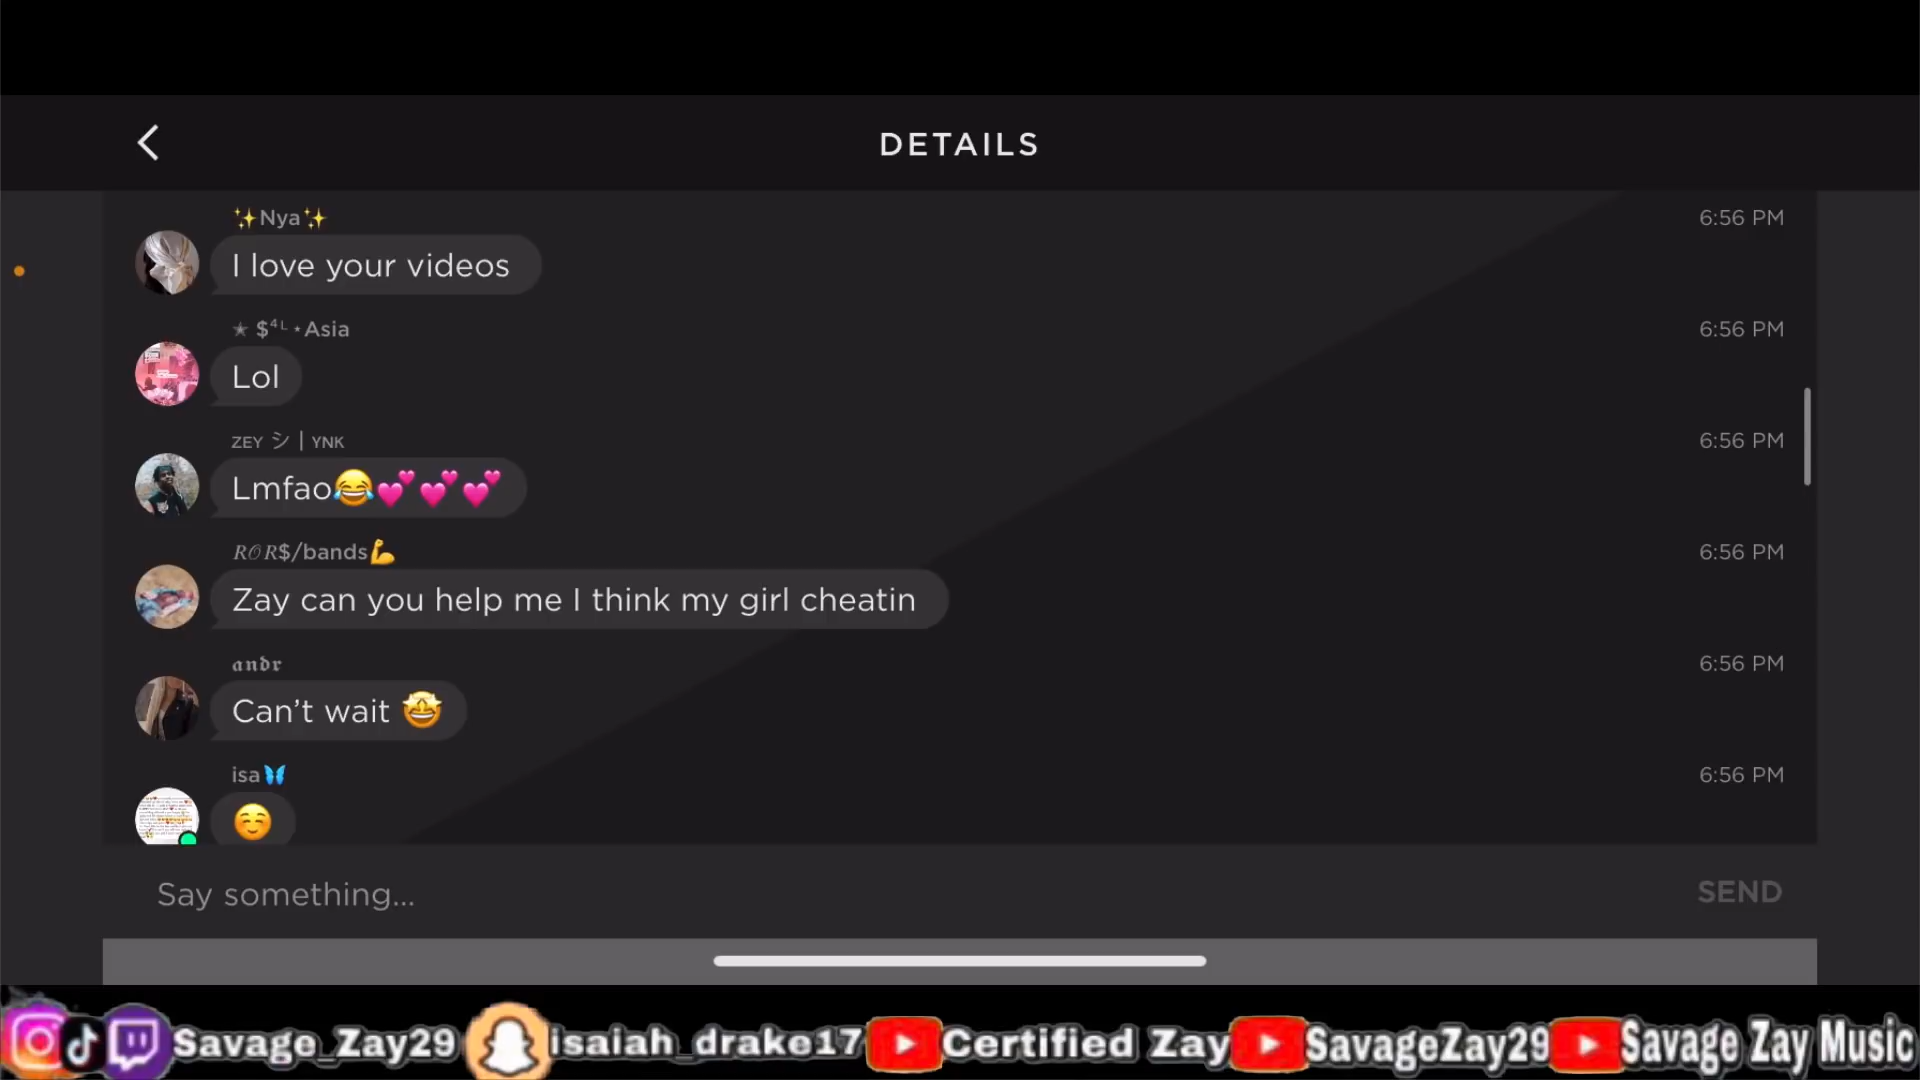 DETAILS
✨Nya✨ 6:56 PM
I love your videos
★ $⁴ᴸ⋆Asia 6:56 PM
Lol
ZEY シ | YNK 6:56 PM
Lmfao😂💕💕💕
𝑅𝒪𝑅$/bands💪 6:56 PM
Zay can you help me I think my girl cheatin
𝖆𝖓𝖉𝖗 6:56 PM
Can’t wait 🤩
isa🦋 6:56 PM
☺️
Say something... SEND
Savage_Zay29 isaiah_drake17 Certified Zay SavageZay29 Savage Zay Music